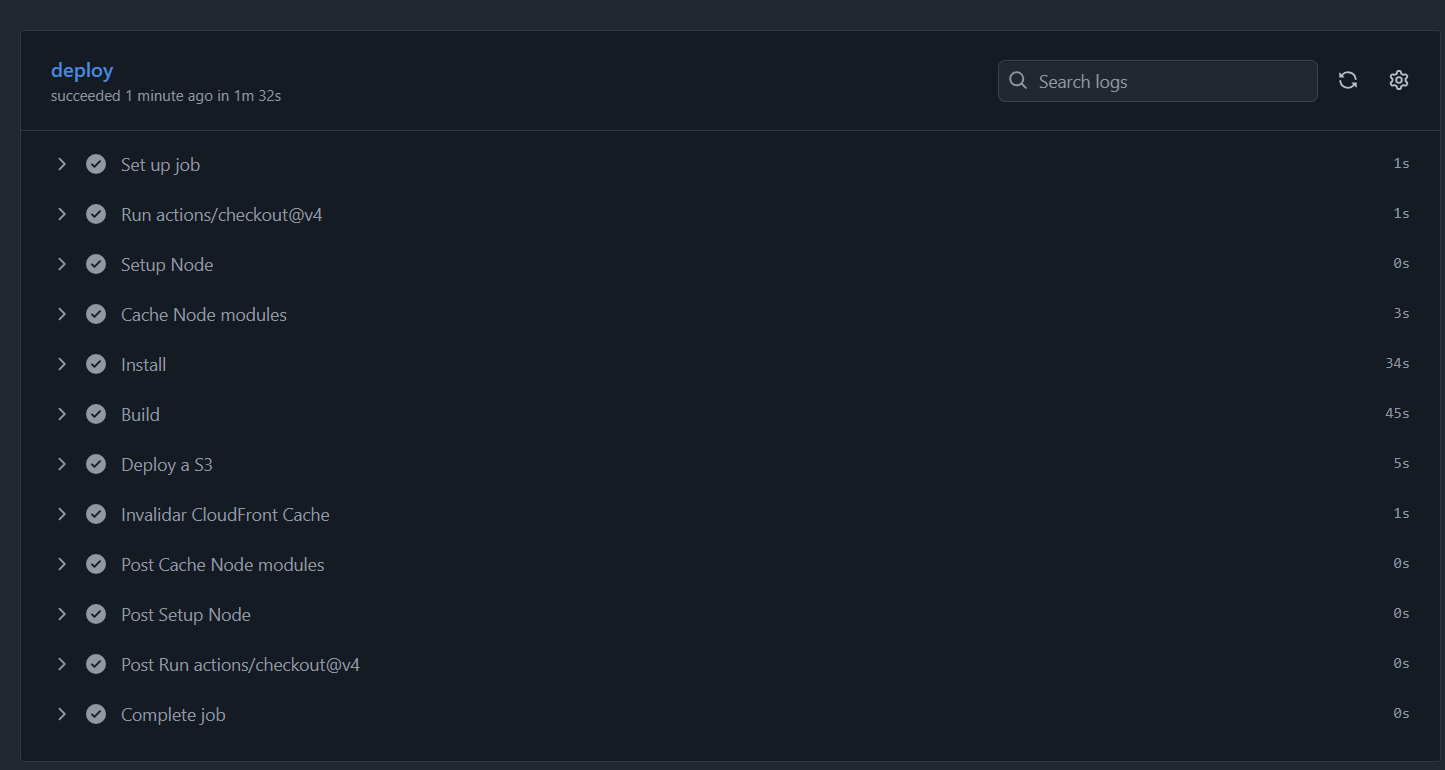 deploy
succeeded 1 minute ago in 1m 32s
Search logs
Set up job 1s
Run actions/checkout@v4 1s
Setup Node 0s
Cache Node modules 3s
Install 34s
Build 45s
Deploy a S3 5s
Invalidar CloudFront Cache 1s
Post Cache Node modules 0s
Post Setup Node 0s
Post Run actions/checkout@v4 0s
Complete job 0s